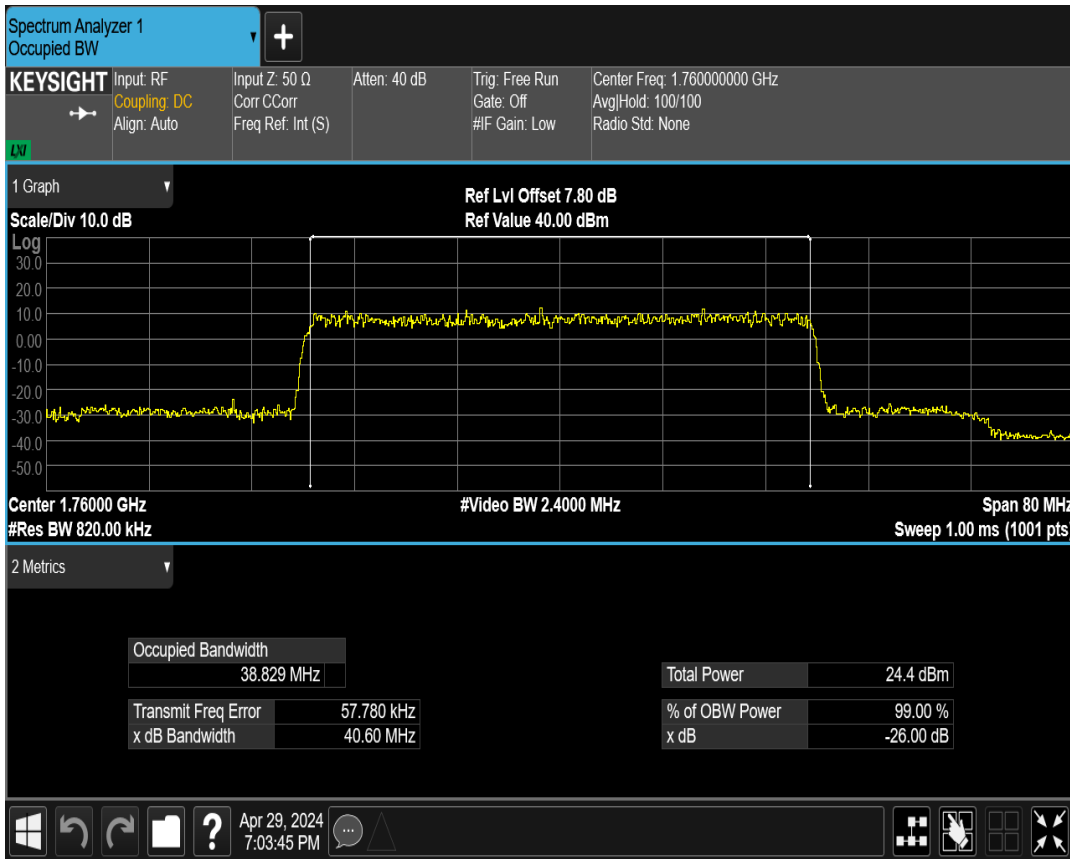 Spectrum Analyzer 1
Occupied BW
+
KEYSIGHT
LXI
Input: RF
Coupling: DC
Align: Auto
Input Z: 50 Ω
Corr CCorr
Freq Ref: Int (S)
Atten: 40 dB
Trig: Free Run
Gate: Off
#IF Gain: Low
Center Freq: 1.760000000 GHz
Avg|Hold: 100/100
Radio Std: None
1 Graph
Scale/Div 10.0 dB
Ref Lvl Offset 7.80 dB
Ref Value 40.00 dBm
Log
30.0
20.0
10.0
0.00
-10.0
-20.0
-30.0
-40.0
-50.0
Center 1.76000 GHz
#Video BW 2.4000 MHz
Span 80 MHz
#Res BW 820.00 kHz
Sweep 1.00 ms (1001 pts)
2 Metrics
Occupied Bandwidth
38.829 MHz
Total Power 24.4 dBm
Transmit Freq Error 57.780 kHz
% of OBW Power 99.00 %
x dB Bandwidth 40.60 MHz
x dB -26.00 dB
?
Apr 29, 2024
7:03:45 PM